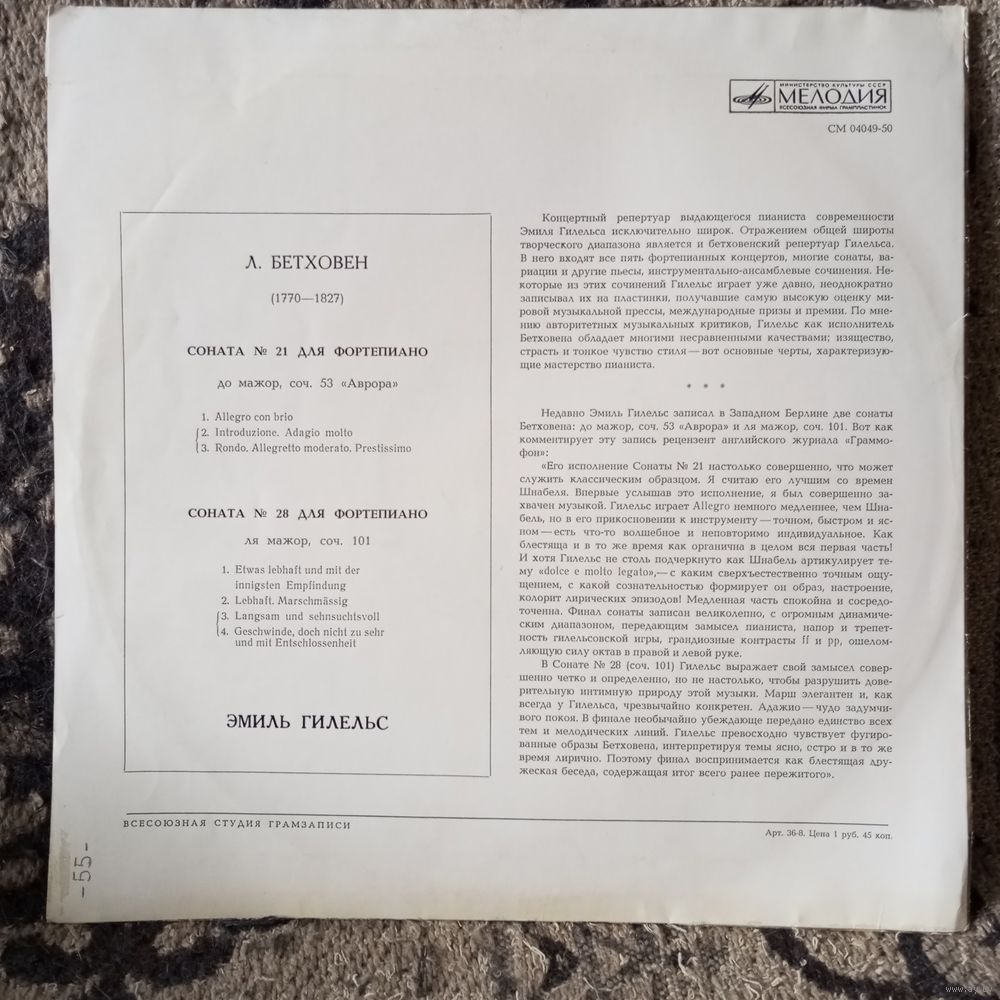 МИНИСТЕРСТВО КУЛЬТУРЫ СССР
МЕЛОДИЯ
ВСЕСОЮЗНАЯ ФИРМА ГРАМПЛАСТИНОК
СМ 04049-50
Л. БЕТХОВЕН
(1770—1827)
СОНАТА № 21 ДЛЯ ФОРТЕПИАНО
до мажор, соч. 53 «Аврора»
1. Allegro con brio
2. Introduzione. Adagio molto
3. Rondo. Allegretto moderato. Prestissimo
СОНАТА № 28 ДЛЯ ФОРТЕПИАНО
ля мажор, соч. 101
1. Etwas lebhaft und mit der
innigsten Empfindung
2. Lebhaft. Marschmässig
3. Langsam und sehnsuchtsvoll
4. Geschwinde, doch nicht zu sehr
und mit Entschlossenheit
ЭМИЛЬ ГИЛЕЛЬС
Концертный репертуар выдающегося пианиста современности
Эмиля Гилельса исключительно широк. Отражением общей широты
творческого диапазона является и бетховенский репертуар Гилельса.
В него входят все пять фортепианных концертов, многие сонаты, ва-
риации и другие пьесы, инструментально-ансамблевые сочинения. Не-
которые из этих сочинений Гилельс играет уже давно, неоднократно
записывал их на пластинки, получавшие самую высокую оценку ми-
ровой музыкальной прессы, международные призы и премии. По мне-
нию авторитетных музыкальных критиков, Гилельс как исполнитель
Бетховена обладает многими несравненными качествами; изящество,
страсть и тонкое чувство стиля — вот основные черты, характеризую-
щие мастерство пианиста.
* * *
Недавно Эмиль Гилельс записал в Западном Берлине две сонаты
Бетховена: до мажор, соч. 53 «Аврора» и ля мажор, соч. 101. Вот как
комментирует эту запись рецензент английского журнала «Граммо-
фон»:
«Его исполнение Сонаты № 21 настолько совершенно, что может
служить классическим образцом. Я считаю его лучшим со времен
Шнабеля. Впервые услышав это исполнение, я был совершенно за-
хвачен музыкой. Гилельс играет Allegro немного медленнее, чем Шна-
бель, но в его прикосновении к инструменту — точном, быстром и яс-
ном — есть что-то волшебное и неповторимо индивидуальное. Как
блестяща и в то же время как органична в целом вся первая часть!
И хотя Гилельс не столь подчеркнуто как Шнабель артикулирует те-
му «dolce e molto legato»,— с каким сверхъестественно точным ощу-
щением, с какой сознательностью формирует он образ, настроение,
колорит лирических эпизодов! Медленная часть спокойна и сосредо-
точенна. Финал сонаты записан великолепно, с огромным динамиче-
ским диапазоном, передающим замысел пианиста, напор и трепет-
ность гилельсовской игры, грандиозные контрасты ff и pp, ошелом-
ляющую силу октав в правой и левой руке.
В Сонате № 28 (соч. 101) Гилельс выражает свой замысел совер-
шенно четко и определенно, но не настолько, чтобы разрушить дове-
рительную интимную природу этой музыки. Марш элегантен и, как
всегда у Гилельса, чрезвычайно конкретен. Адажио — чудо задумчи-
вого покоя. В финале необычайно убеждающе передано единство всех
тем и мелодических линий. Гилельс превосходно чувствует фугиро-
ванные образы Бетховена, интерпретируя темы ясно, остро и в то же
время лирично. Поэтому финал воспринимается как блестящая дру-
жеская беседа, содержащая итог всего ранее пережитого».
ВСЕСОЮЗНАЯ СТУДИЯ ГРАМЗАПИСИ
Арт. 36-8. Цена 1 руб. 45 коп.
-55-
www.ay.by